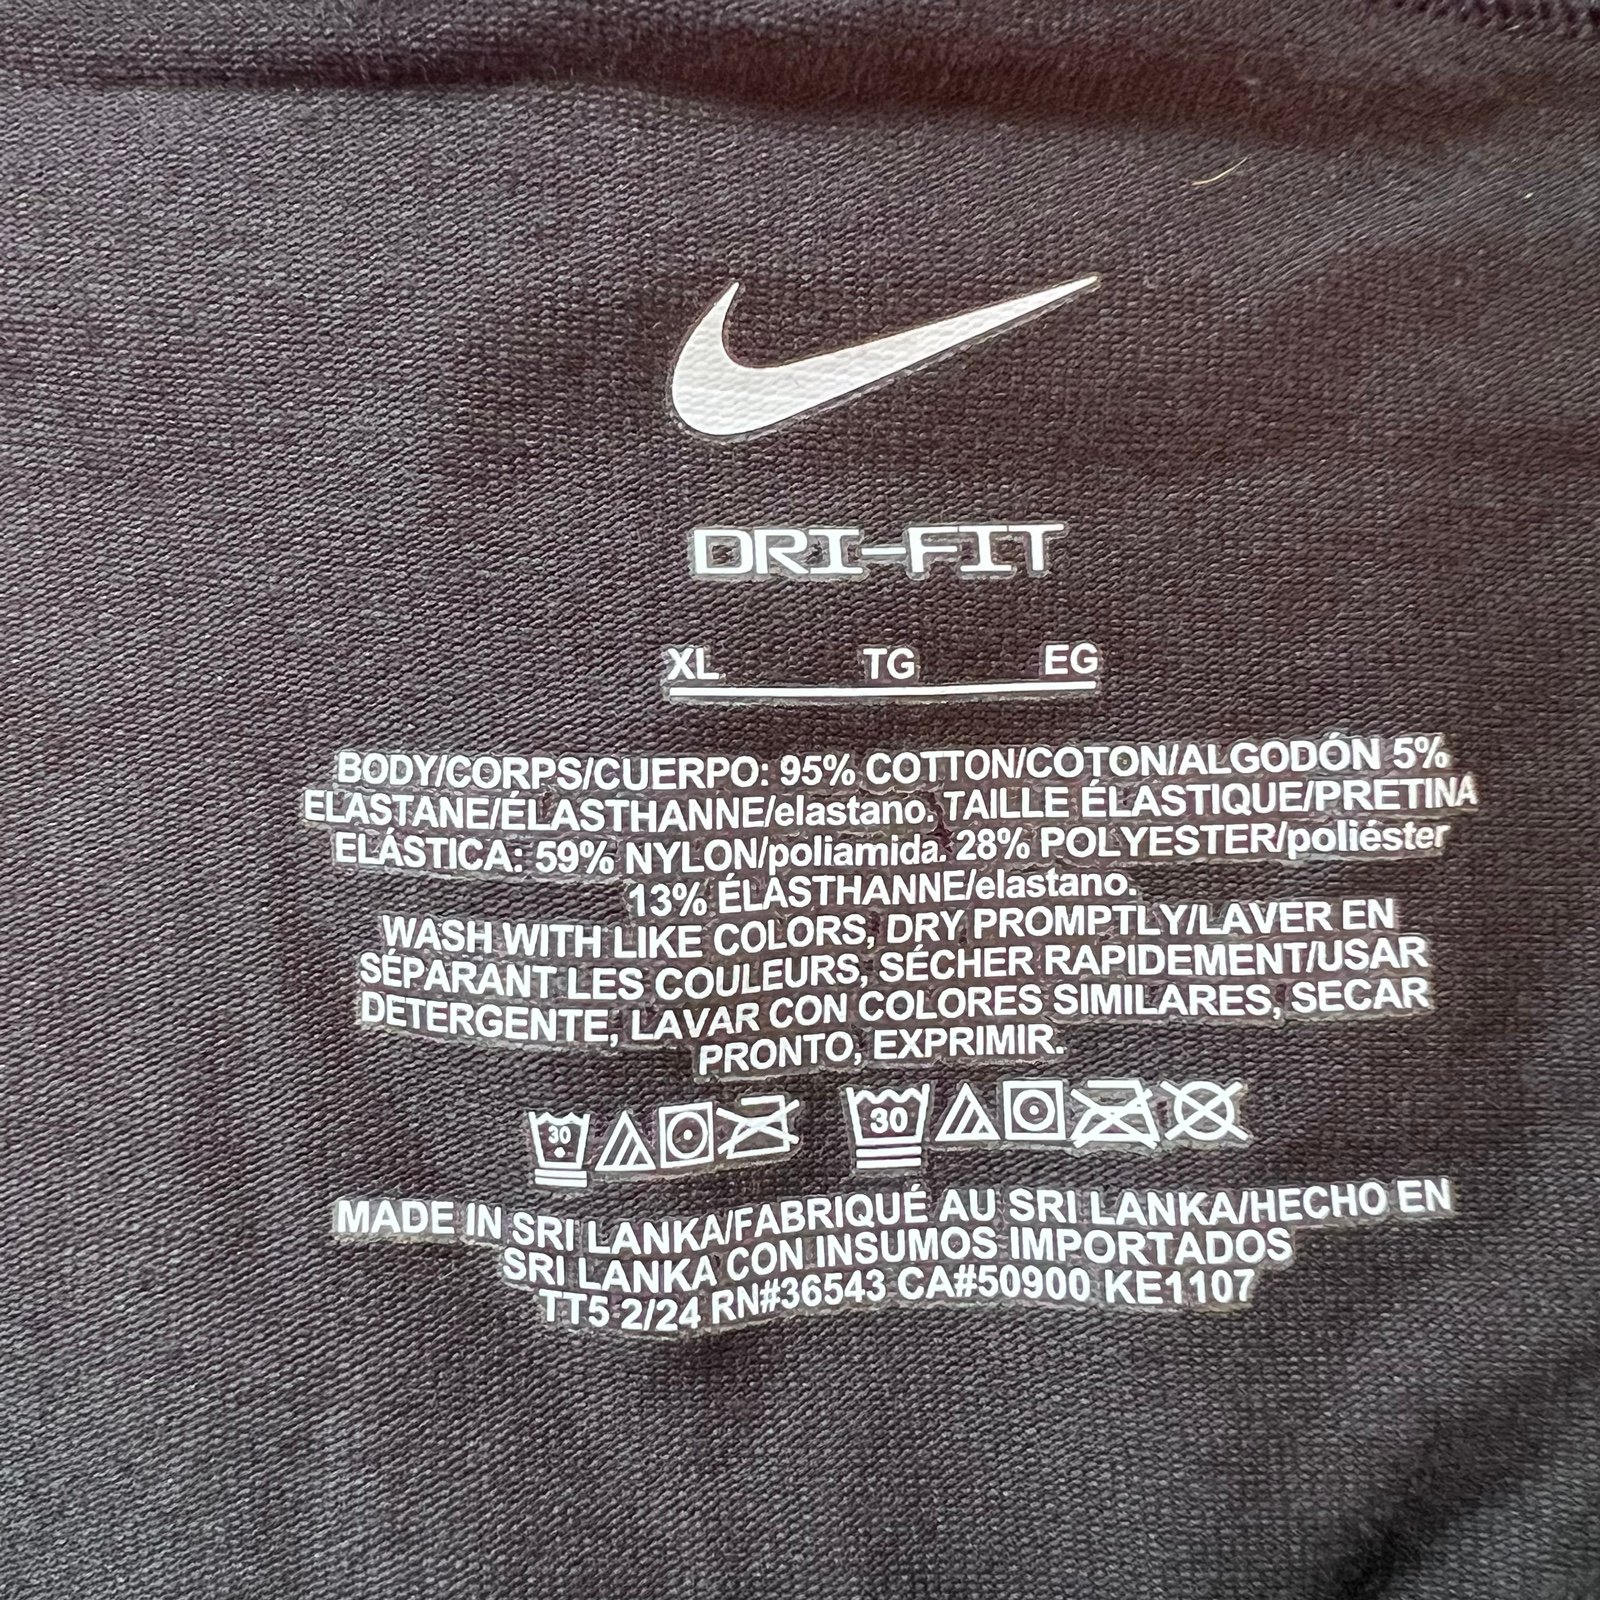 DRI-FIT
XL TG EG
BODY/CORPS/CUERPO: 95% COTTON/COTON/ALGODÓN 5%
ELASTANE/ÉLASTHANNE/elastano. TAILLE ÉLASTIQUE/PRETINA
ELÁSTICA: 59% NYLON/poliamida. 28% POLYESTER/poliéster
13% ÉLASTHANNE/elastano.
WASH WITH LIKE COLORS, DRY PROMPTLY/LAVER EN
SÉPARANT LES COULEURS, SÉCHER RAPIDEMENT/USAR
DETERGENTE, LAVAR CON COLORES SIMILARES, SECAR
PRONTO, EXPRIMIR.
30 30
MADE IN SRI LANKA/FABRIQUÉ AU SRI LANKA/HECHO EN
SRI LANKA CON INSUMOS IMPORTADOS
TT5 2/24 RN#36543 CA#50900 KE1107